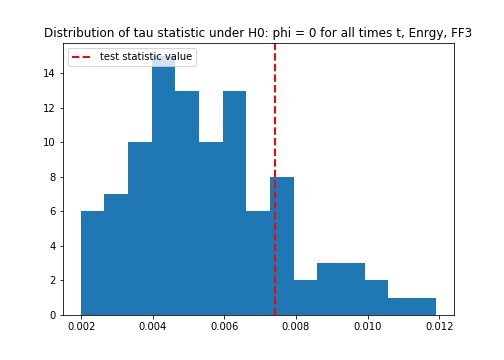 Distribution of tau statistic under H0: phi = 0 for all times t, Enrgy, FF3
test statistic value
14
12
10
8
6
4
2
0
0.002 0.004 0.006 0.008 0.010 0.012